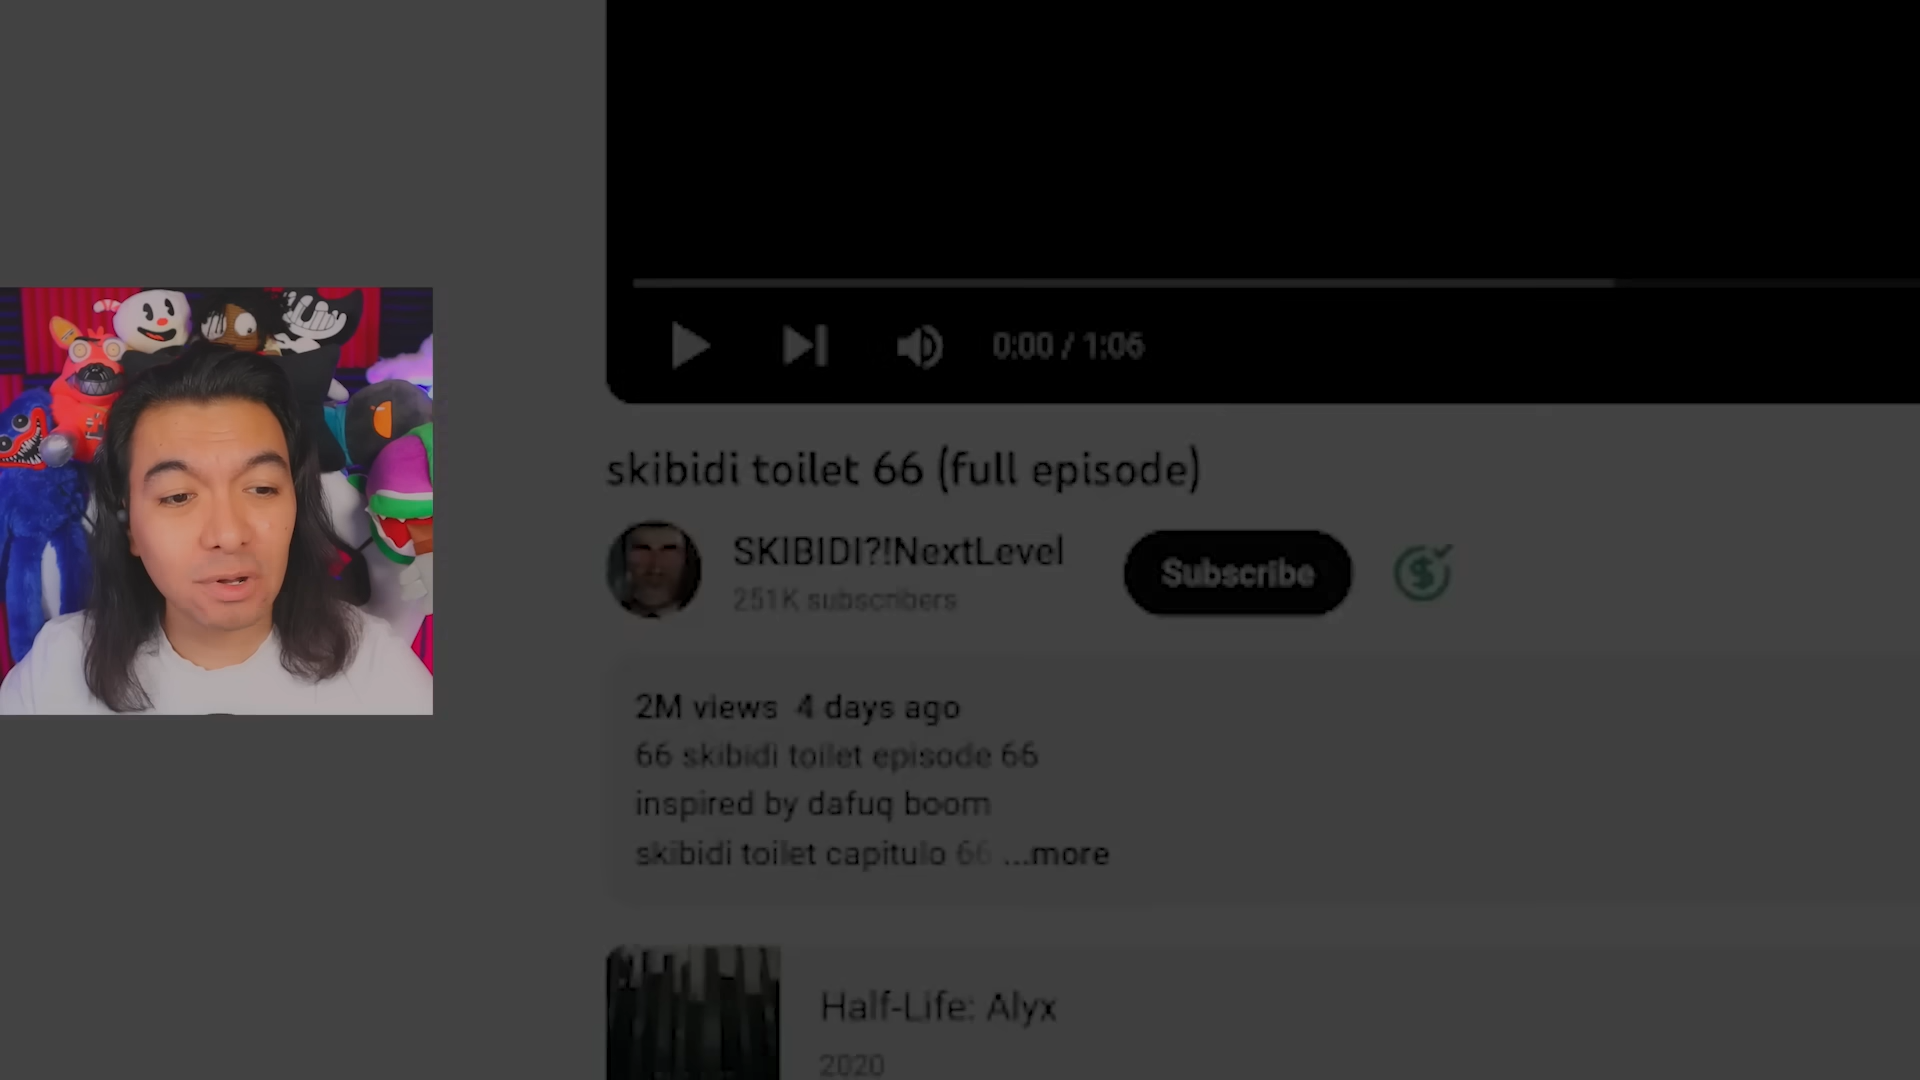 0:00 / 1:06
skibidi toilet 66 (full episode)
SKIBIDI?!NextLevel
251K subscribers
Subscribe
2M views 4 days ago
66 skibidi toilet episode 66
inspired by dafuq boom
skibidi toilet capitulo 66 ...more
Half-Life: Alyx
2020